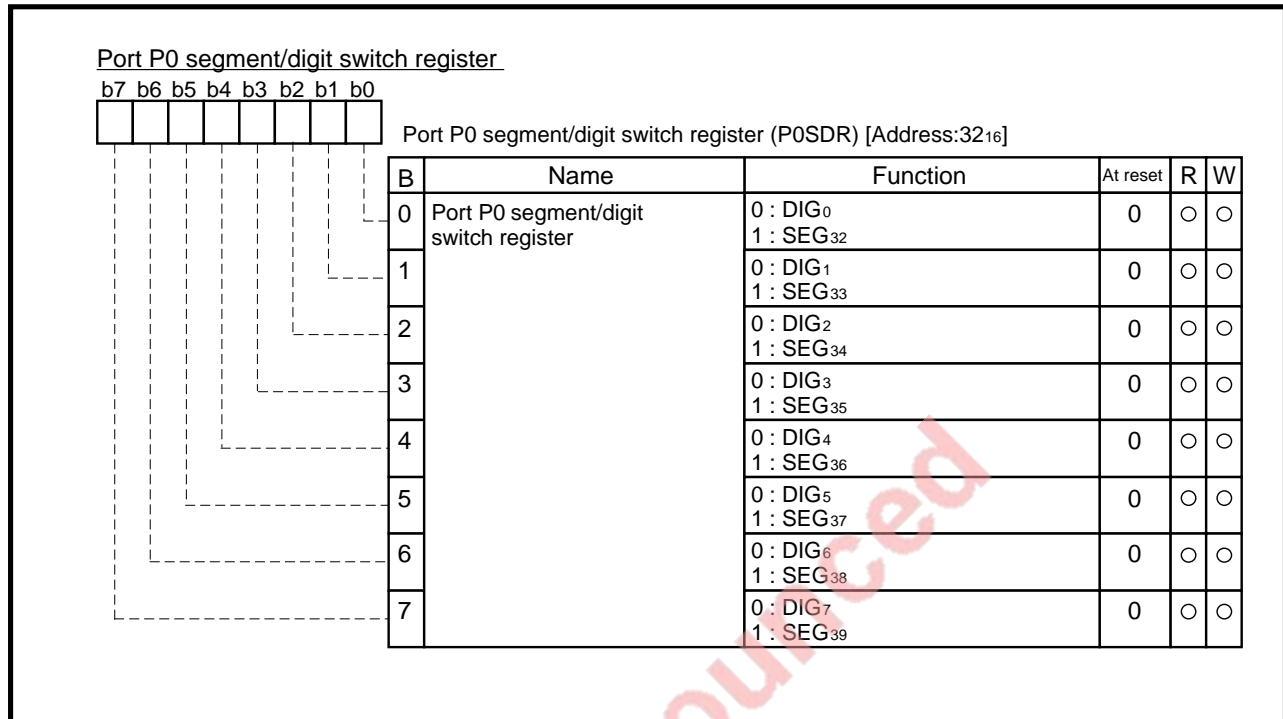 Port P0 segment/digit switch register
b7 b6 b5 b4 b3 b2 b1 b0
Port P0 segment/digit switch register (P0SDR) [Address:3216]
B Name Function At reset R W
0 Port P0 segment/digit switch register 0 : DIG0 0 ○ ○
1 : SEG32
1 0 : DIG1 0 ○ ○
1 : SEG33
2 0 : DIG2 0 ○ ○
1 : SEG34
3 0 : DIG3 0 ○ ○
1 : SEG35
4 0 : DIG4 0 ○ ○
1 : SEG36
5 0 : DIG5 0 ○ ○
1 : SEG37
6 0 : DIG6 0 ○ ○
1 : SEG38
7 0 : DIG7 0 ○ ○
1 : SEG39